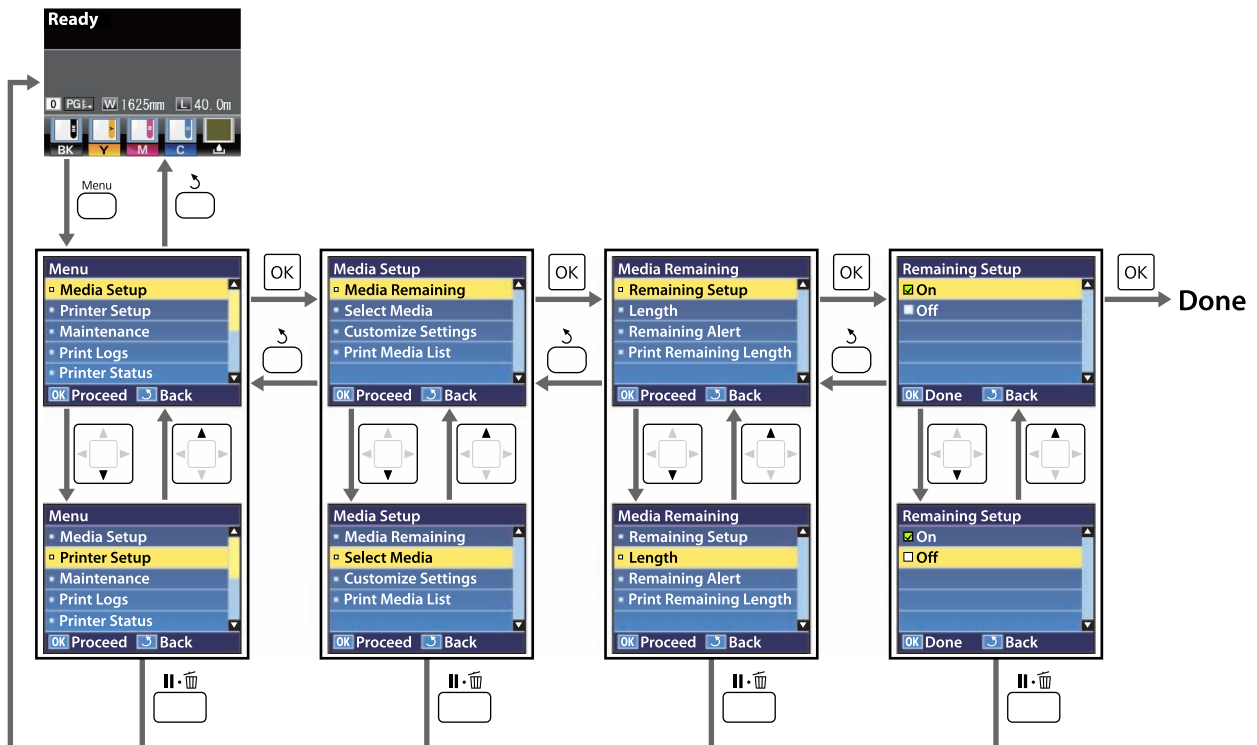 Ready
0 PG W 1625mm L 40. 0m
BK Y M C
Menu
Menu
Media Setup
Printer Setup
Maintenance
Print Logs
Printer Status
OK Proceed Back
OK
Media Setup
Media Remaining
Select Media
Customize Settings
Print Media List
OK Proceed Back
OK
Media Remaining
Remaining Setup
Length
Remaining Alert
Print Remaining Length
OK Proceed Back
OK
Remaining Setup
On
Off
OK Done Back
OK
Done
Menu
Media Setup
Printer Setup
Maintenance
Print Logs
Printer Status
OK Proceed Back
Media Setup
Media Remaining
Select Media
Customize Settings
Print Media List
OK Proceed Back
Media Remaining
Remaining Setup
Length
Remaining Alert
Print Remaining Length
OK Proceed Back
Remaining Setup
On
Off
OK Done Back